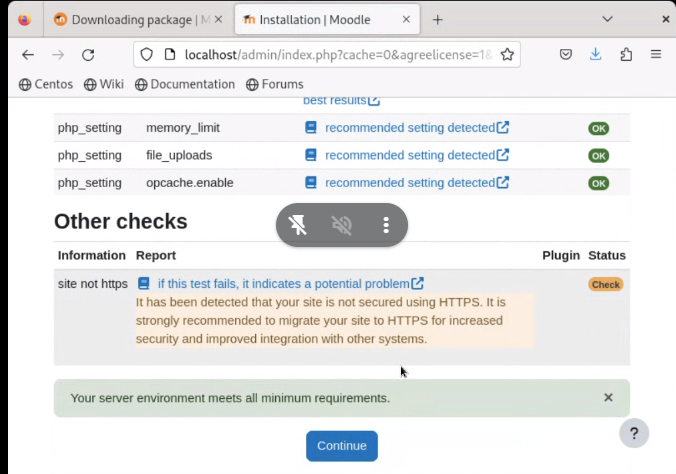 Downloading package | M
Installation | Moodle
localhost/admin/index.php?cache=0&agreelicense=1&
Centos Wiki Documentation Forums
best results
php_setting memory_limit recommended setting detected OK
php_setting file_uploads recommended setting detected OK
php_setting opcache.enable recommended setting detected OK
Other checks
Information Report Plugin Status
site not https if this test fails, it indicates a potential problem Check
It has been detected that your site is not secured using HTTPS. It is
strongly recommended to migrate your site to HTTPS for increased
security and improved integration with other systems.
Your server environment meets all minimum requirements.
?
Continue